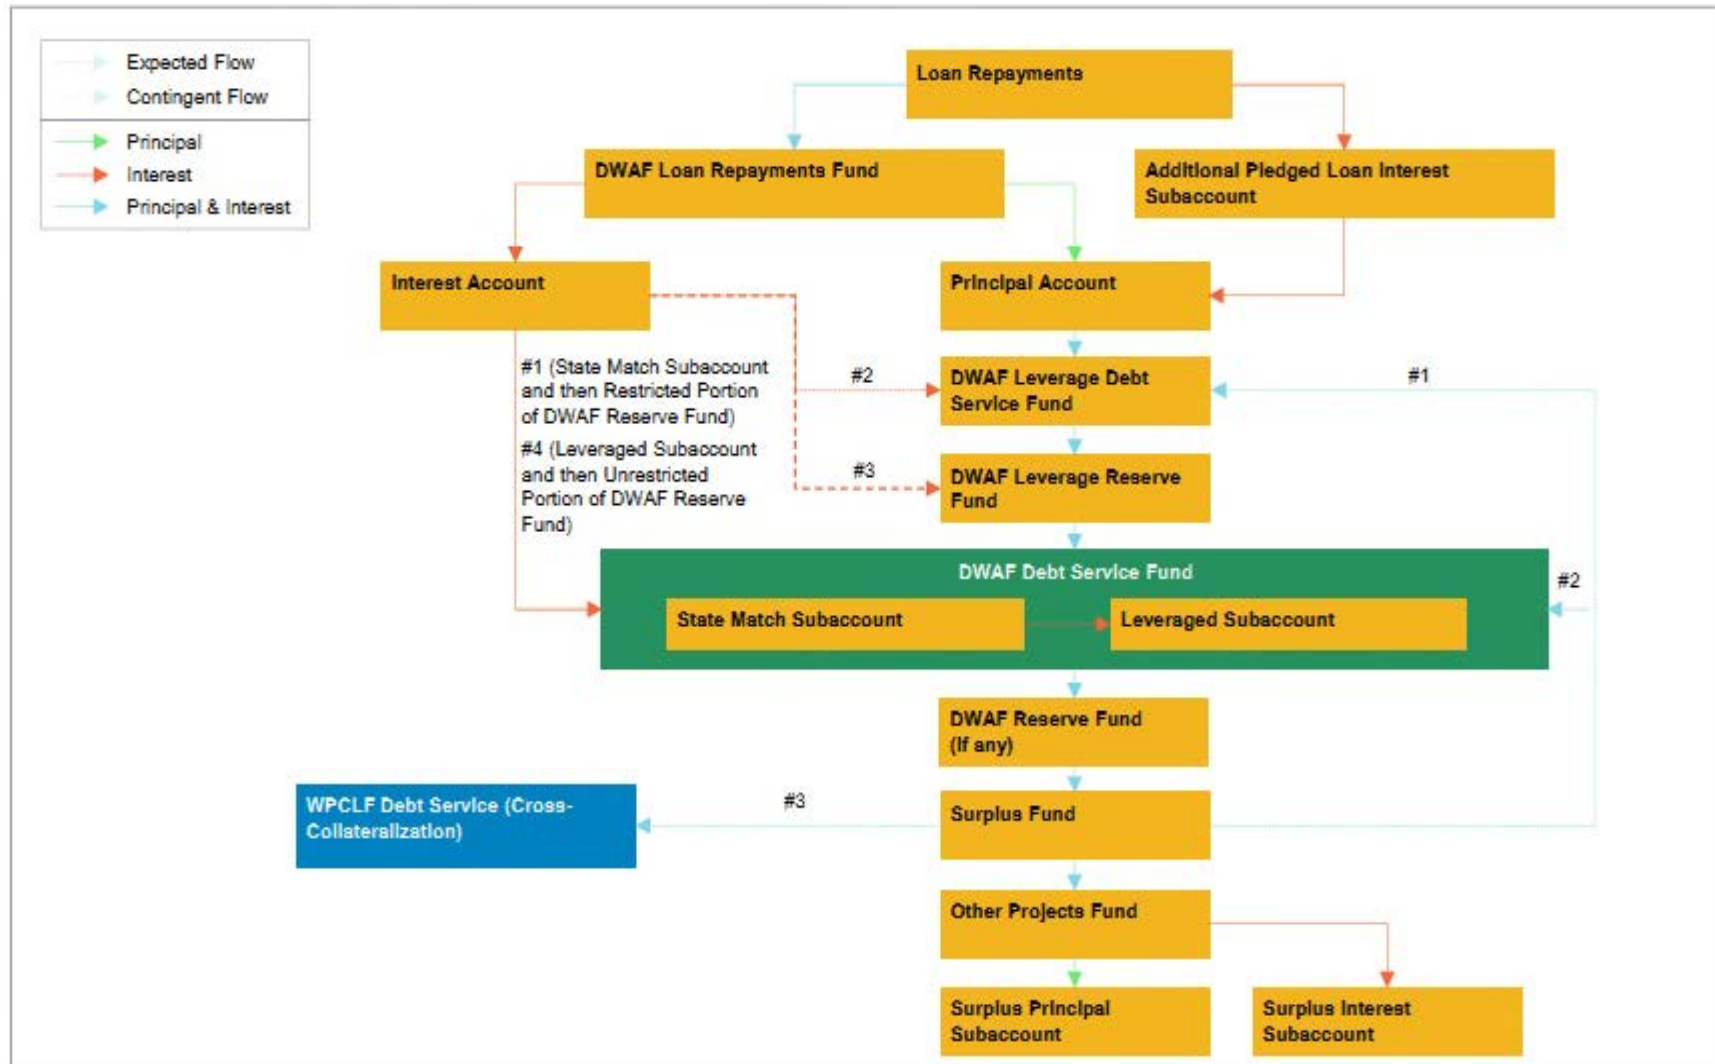 Expected Flow
Contingent Flow
Principal
Interest
Principal & Interest
Loan Repayments
DWAF Loan Repayments Fund
Additional Pledged Loan Interest
Subaccount
Interest Account
Principal Account
#1 (State Match Subaccount
and then Restricted Portion
of DWAF Reserve Fund)
#4 (Leveraged Subaccount
and then Unrestricted
Portion of DWAF Reserve
Fund)
#2
DWAF Leverage Debt
Service Fund
#1
#3
DWAF Leverage Reserve
Fund
DWAF Debt Service Fund
State Match Subaccount
Leveraged Subaccount
#2
DWAF Reserve Fund
(If any)
WPCLF Debt Service (Cross-
Collateralization)
#3
Surplus Fund
Other Projects Fund
Surplus Principal
Subaccount
Surplus Interest
Subaccount